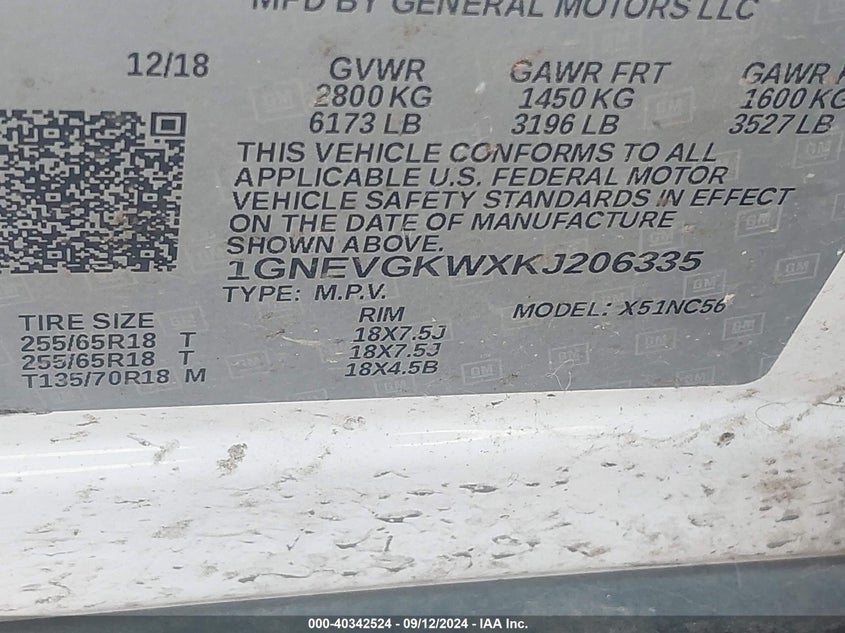 MFD BY GENERAL MOTORS LLC
12/18 GVWR GAWR FRT GAWR
2800 KG 1450 KG 1600 KG
6173 LB 3196 LB 3527 LB
THIS VEHICLE CONFORMS TO ALL
APPLICABLE U.S. FEDERAL MOTOR
VEHICLE SAFETY STANDARDS IN EFFECT
ON THE DATE OF MANUFACTURE
SHOWN ABOVE.
1GNEVGKWXKJ206335
TYPE: M.P.V. MODEL: X51NC56
TIRE SIZE RIM
255/65R18 T 18X7.5J
255/65R18 T 18X7.5J
T135/70R18 M 18X4.5B
000-40342524 - 09/12/2024 - IAA Inc.